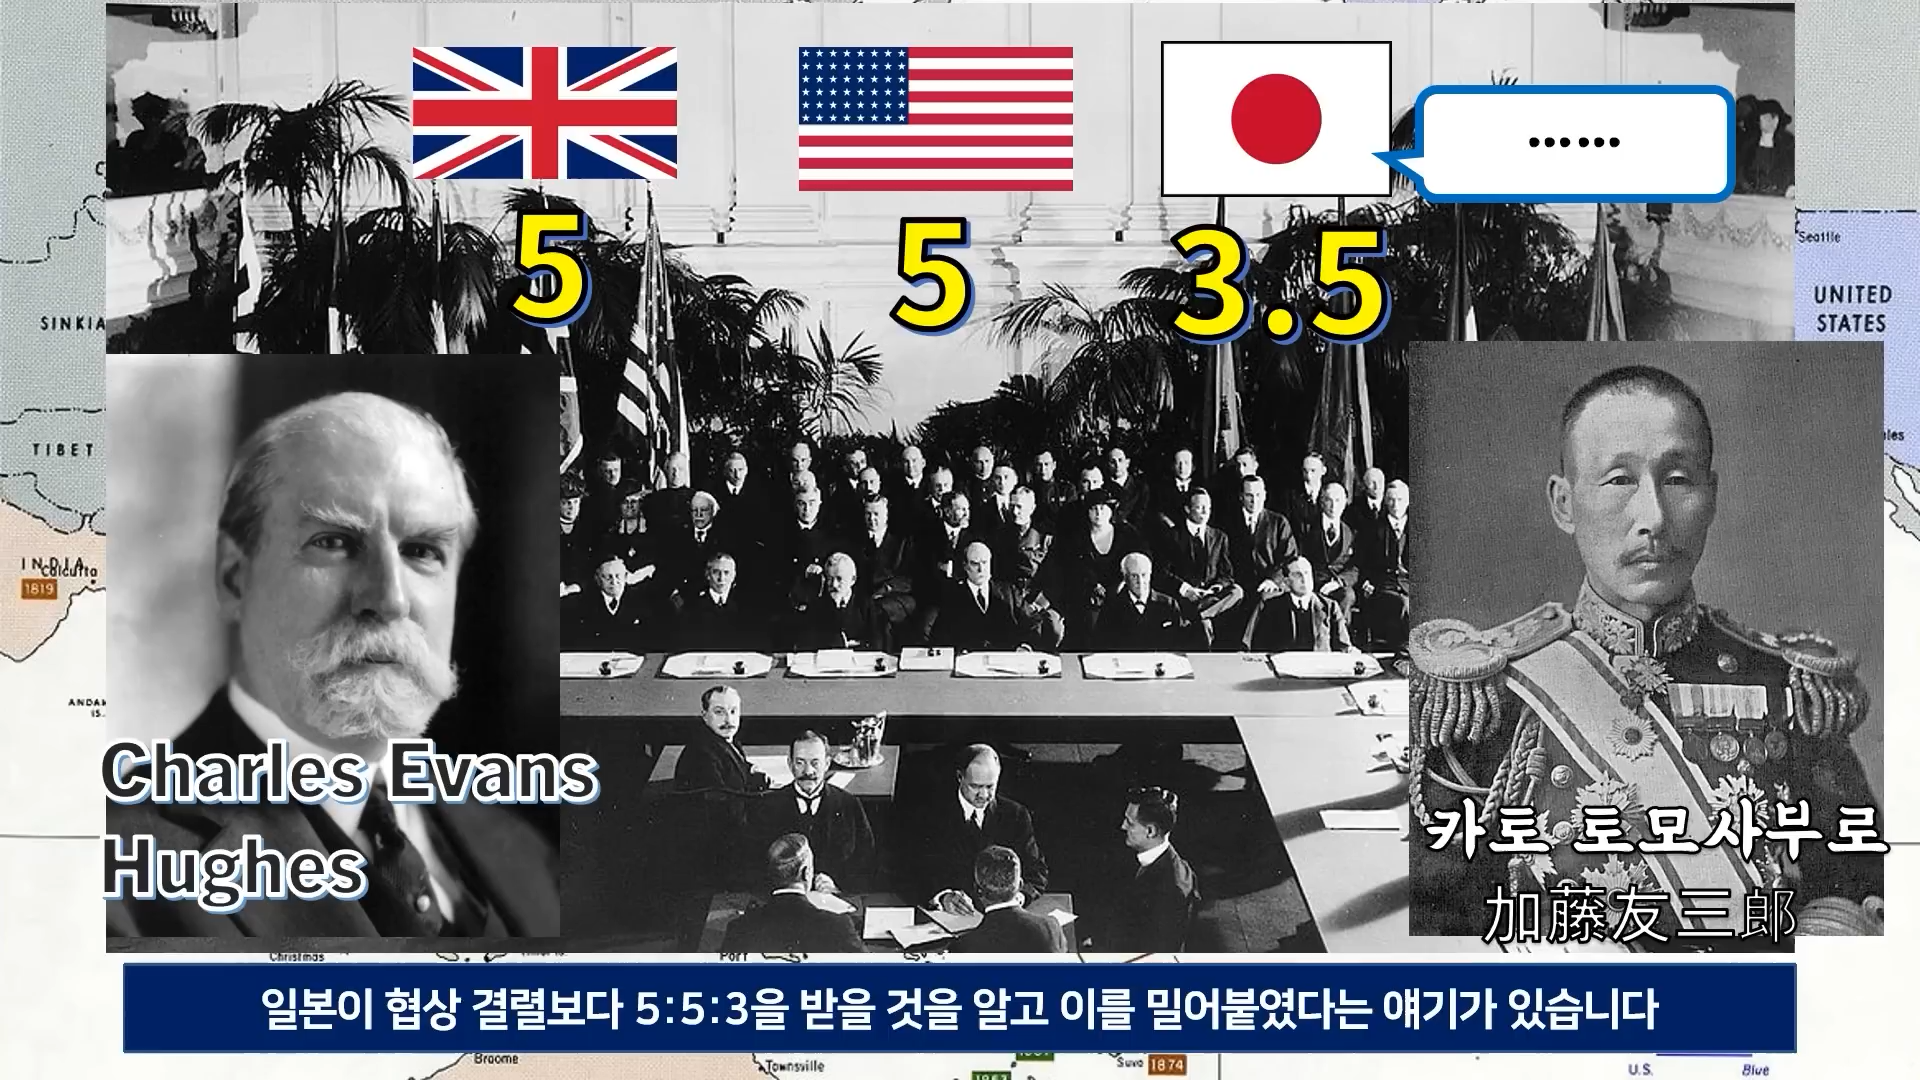 ......
5
5
3.5
Seattle
UNITED
STATES
SINKIA
TIBET
INDIA
Calcutta
1819
Charles Evans
Hughes
카토 토모사부로
加藤友三郎
Christmas
일본이 협상 결렬보다 5:5:3을 받을 것을 알고 이를 밀어붙였다는 얘기가 있습니다
Broome
Townsville
Suva 1874
U.S.
Blue